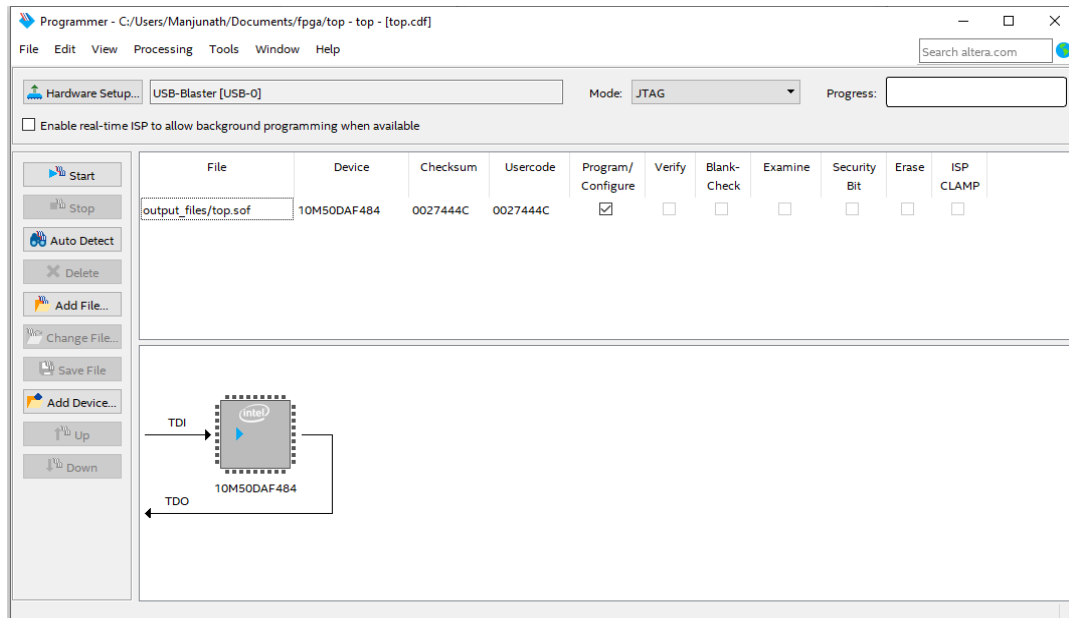 Programmer - C:/Users/Manjunath/Documents/fpga/top - top - [top.cdf]
File Edit View Processing Tools Window Help
Search altera.com
Hardware Setup... USB-Blaster [USB-0] Mode: JTAG Progress:
Enable real-time ISP to allow background programming when available
Start
Stop
Auto Detect
Delete
Add File...
Change File...
Save File
Add Device...
Up
Down
File Device Checksum Usercode Program/ Verify Blank- Examine Security Erase ISP
Configure Check Bit CLAMP
output_files/top.sof 10M50DAF484 0027444C 0027444C
intel
TDI
10M50DAF484
TDO